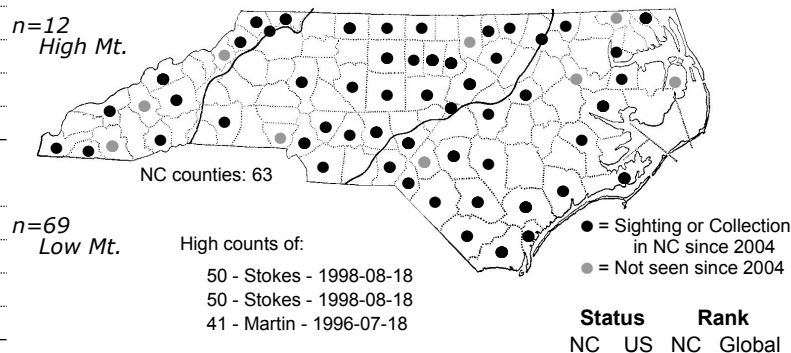 n=12
High Mt.
NC counties: 63
n=69
Low Mt.
High counts of:
50 - Stokes - 1998-08-18
50 - Stokes - 1998-08-18
41 - Martin - 1996-07-18
= Sighting or Collection
in NC since 2004
= Not seen since 2004
Status Rank
NC US NC Global